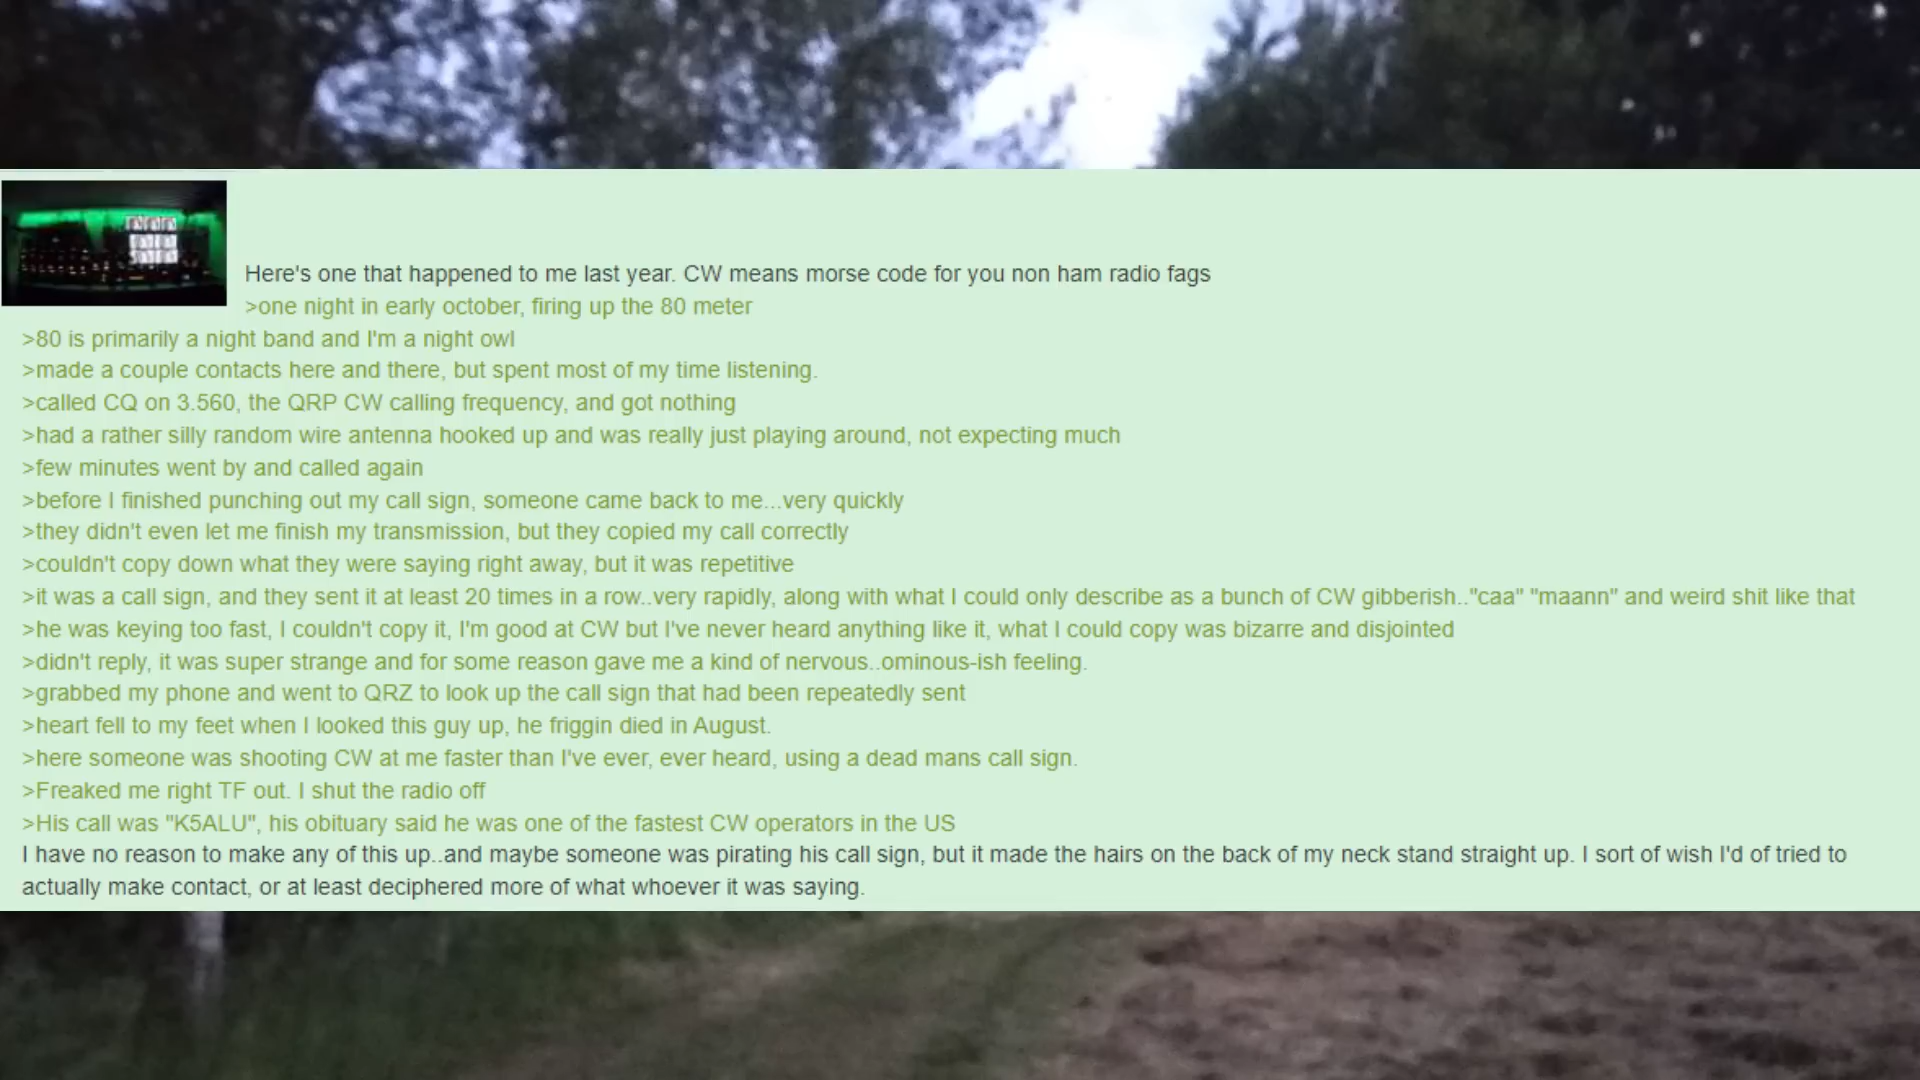 Here's one that happened to me last year. CW means morse code for you non ham radio fags
>one night in early october, firing up the 80 meter
>80 is primarily a night band and I'm a night owl
>made a couple contacts here and there, but spent most of my time listening.
>called CQ on 3.560, the QRP CW calling frequency, and got nothing
>had a rather silly random wire antenna hooked up and was really just playing around, not expecting much
>few minutes went by and called again
>before I finished punching out my call sign, someone came back to me...very quickly
>they didn't even let me finish my transmission, but they copied my call correctly
>couldn't copy down what they were saying right away, but it was repetitive
>it was a call sign, and they sent it at least 20 times in a row..very rapidly, along with what I could only describe as a bunch of CW gibberish.."caa" "maann" and weird shit like that
>he was keying too fast, I couldn't copy it, I'm good at CW but I've never heard anything like it, what I could copy was bizarre and disjointed
>didn't reply, it was super strange and for some reason gave me a kind of nervous..ominous-ish feeling.
>grabbed my phone and went to QRZ to look up the call sign that had been repeatedly sent
>heart fell to my feet when I looked this guy up, he friggin died in August.
>here someone was shooting CW at me faster than I've ever, ever heard, using a dead mans call sign.
>Freaked me right TF out. I shut the radio off
>His call was "K5ALU", his obituary said he was one of the fastest CW operators in the US
I have no reason to make any of this up..and maybe someone was pirating his call sign, but it made the hairs on the back of my neck stand straight up. I sort of wish I'd of tried to
actually make contact, or at least deciphered more of what whoever it was saying.